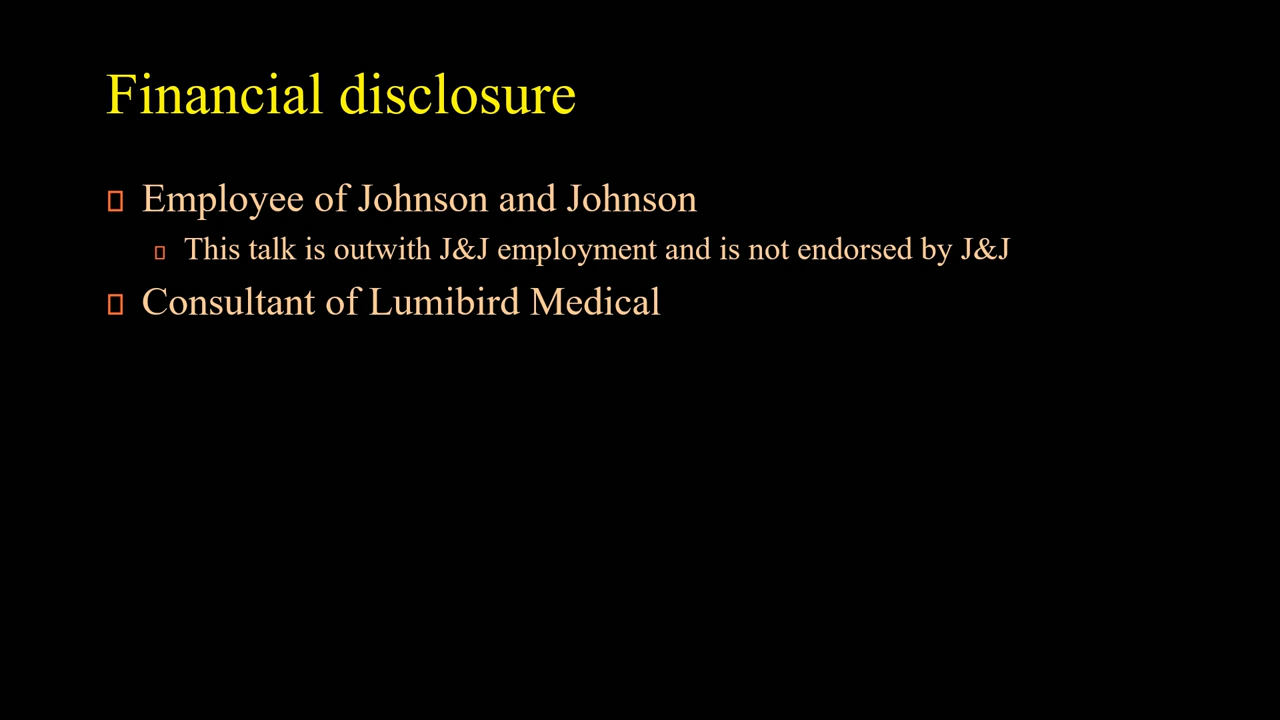 Financial disclosure
Employee of Johnson and Johnson
This talk is outwith J&J employment and is not endorsed by J&J
Consultant of Lumibird Medical